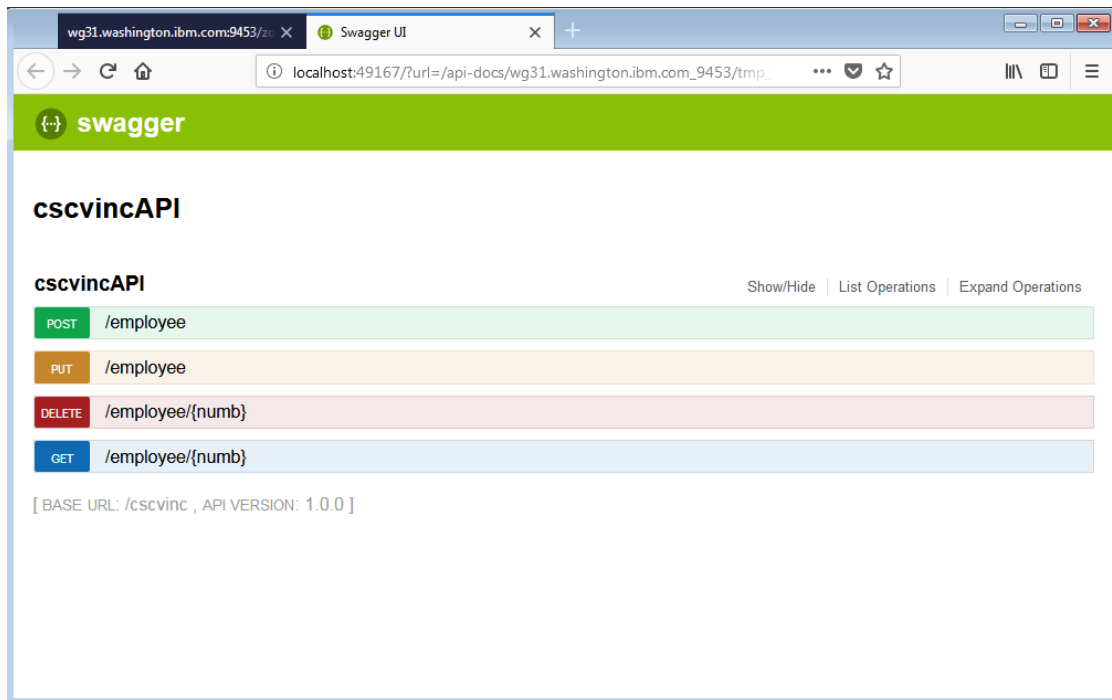 wg31.washington.ibm.com:9453/zc
Swagger UI
localhost:49167/?url=/api-docs/wg31.washington.ibm.com_9453/tmp_
swagger
cscvincAPI
cscvincAPI
Show/Hide List Operations Expand Operations
POST /employee
PUT /employee
DELETE /employee/{numb}
GET /employee/{numb}
[ BASE URL: /cscvinc , API VERSION: 1.0.0 ]